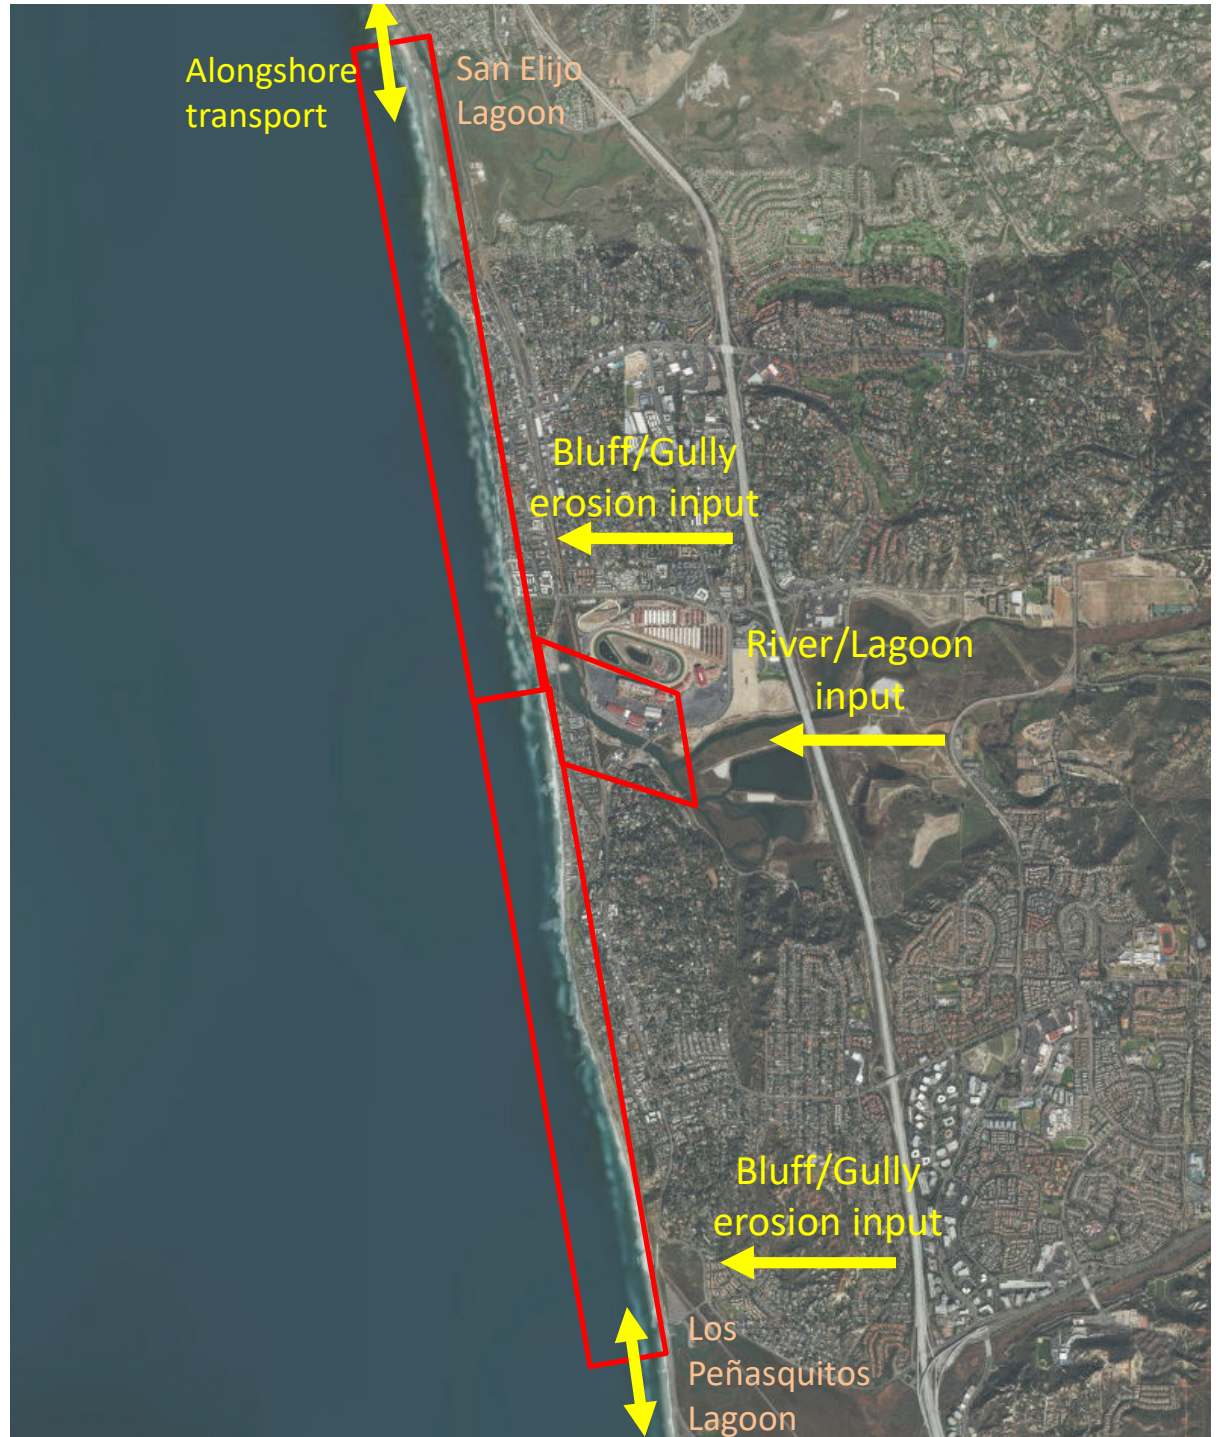 Alongshore
transport
San Elijo
Lagoon
Bluff/Gully
erosion input
River/Lagoon
input
Bluff/Gully
erosion input
Los
Peñasquitos
Lagoon